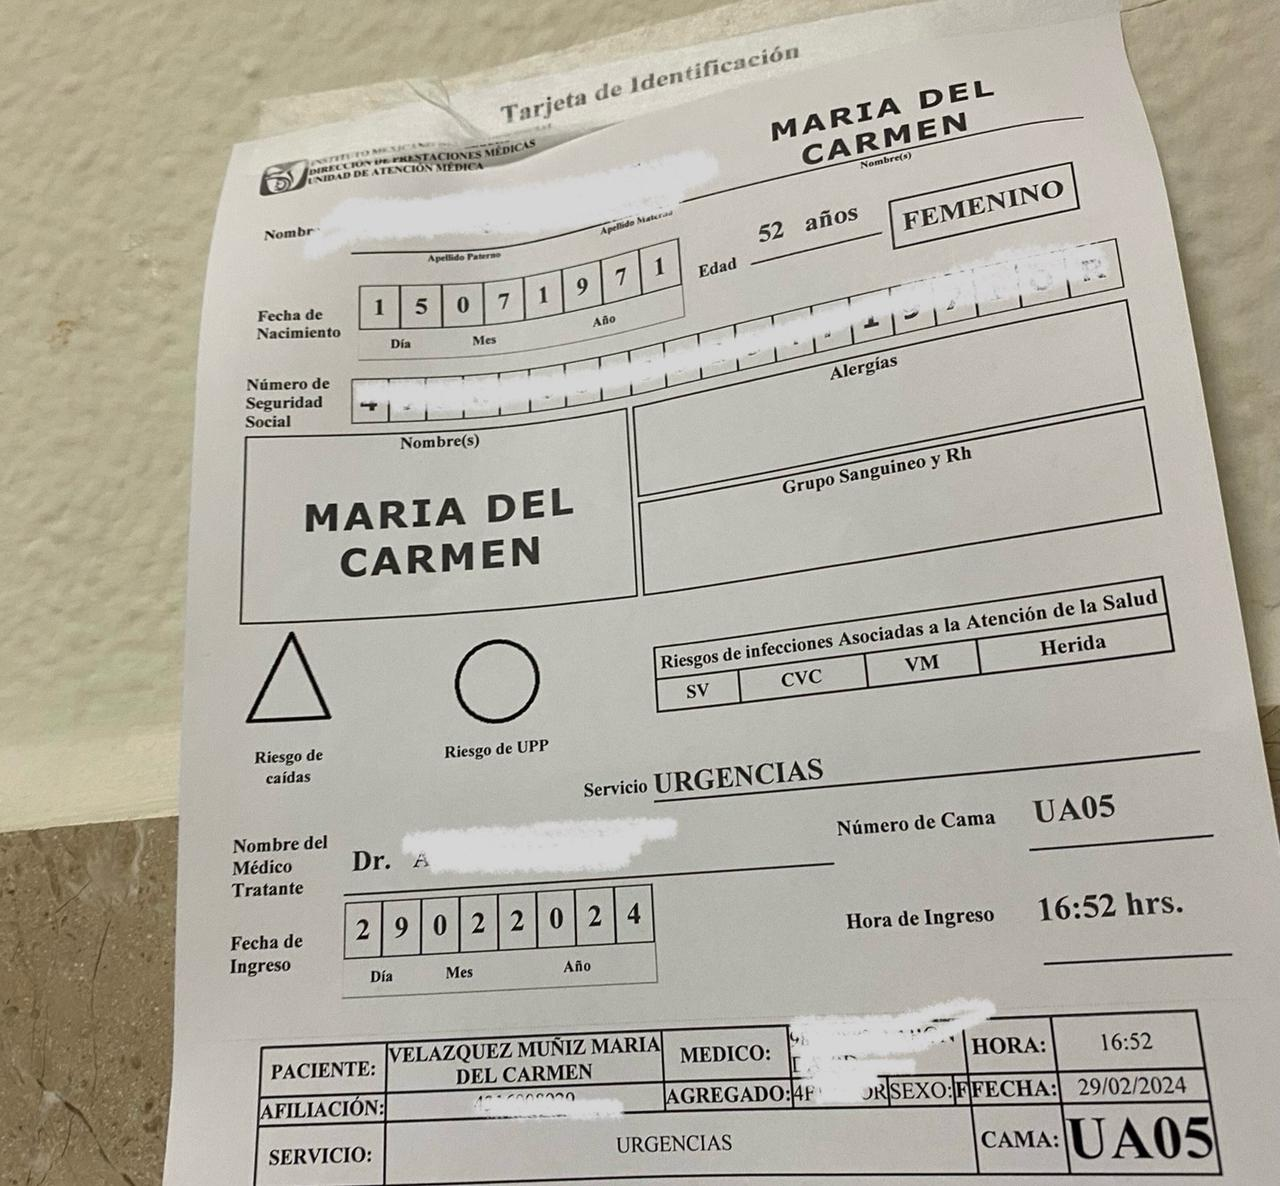 Tarjeta de Identificación
INSTITUTO
DIRECCIÓN DE PRESTACIONES MÉDICAS
UNIDAD DE ATENCIÓN MÉDICA
MARIA DEL
CARMEN
Nombre(s)
Apellido Paterno
Apellido Materno
Edad 52 años FEMENINO
Fecha de
Nacimiento
1 5 0 7 1 9 7 1
Día Mes Año
Número de
Seguridad
Social
Nombre(s)
MARIA DEL
CARMEN
Alergías
Grupo Sanguineo y Rh
Riesgo de
caídas
Riesgo de UPP
Riesgos de infecciones Asociadas a la Atención de la Salud
SV CVC VM Herida
Servicio URGENCIAS
Nombre del
Médico
Tratante
Dr. A
Número de Cama UA05
Fecha de
Ingreso
2 9 0 2 2 0 2 4
Día Mes Año
Hora de Ingreso 16:52 hrs.
PACIENTE: VELAZQUEZ MUÑIZ MARIA
DEL CARMEN
MEDICO:
HORA: 16:52
AFILIACIÓN:
AGREGADO: SEXO: F FECHA: 29/02/2024
SERVICIO: URGENCIAS CAMA: UA05